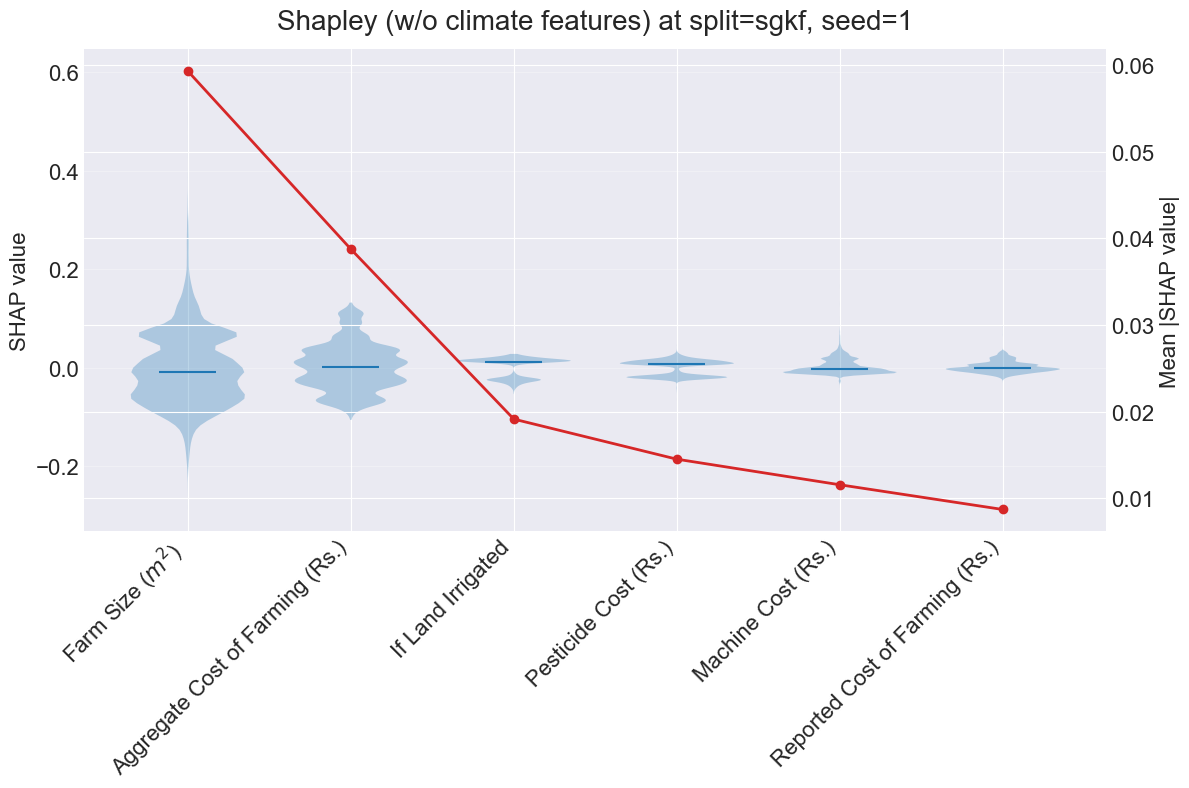 Shapley (w/o climate features) at split=sgkf, seed=1
SHAP value
0.6
0.4
0.2
0.0
−0.2
0.06
0.05
0.04
0.03
0.02
0.01
Mean |SHAP value|
Farm Size (m²)
Aggregate Cost of Farming (Rs.)
If Land Irrigated
Pesticide Cost (Rs.)
Machine Cost (Rs.)
Reported Cost of Farming (Rs.)